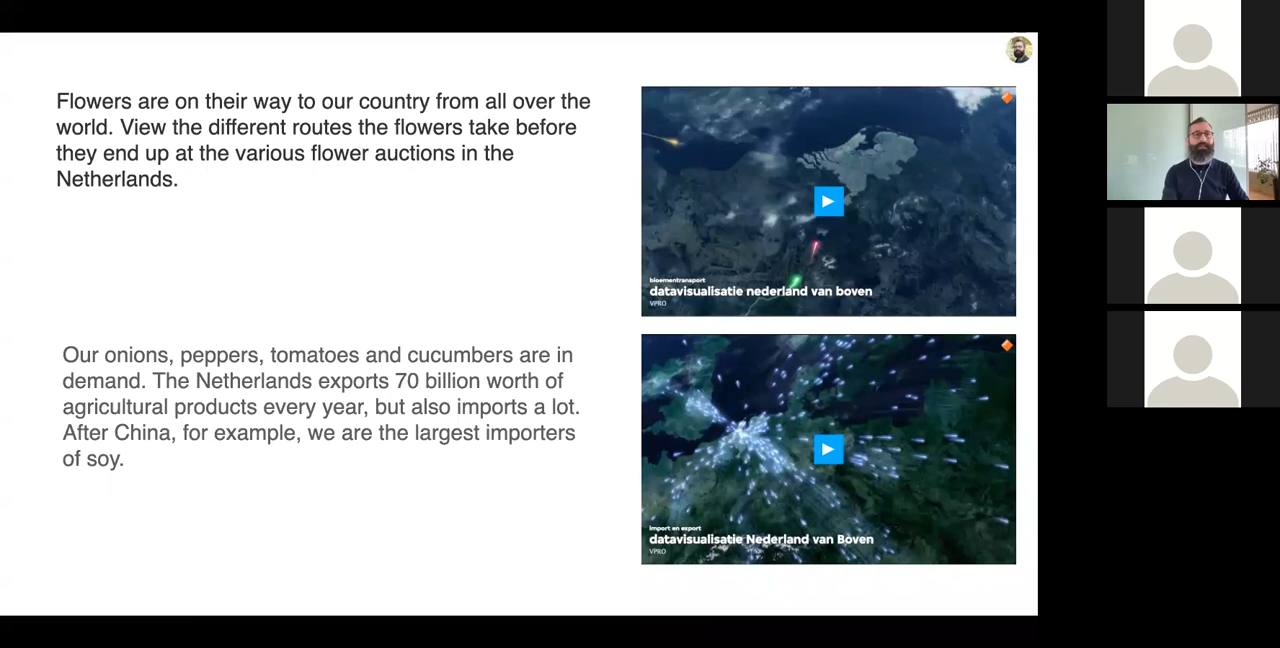 Flowers are on their way to our country from all over the
world. View the different routes the flowers take before
they end up at the various flower auctions in the
Netherlands.
bloementransport
datavisualisatie nederland van boven
VPRO
Our onions, peppers, tomatoes and cucumbers are in
demand. The Netherlands exports 70 billion worth of
agricultural products every year, but also imports a lot.
After China, for example, we are the largest importers
of soy.
import en export
datavisualisatie Nederland van Boven
VPRO